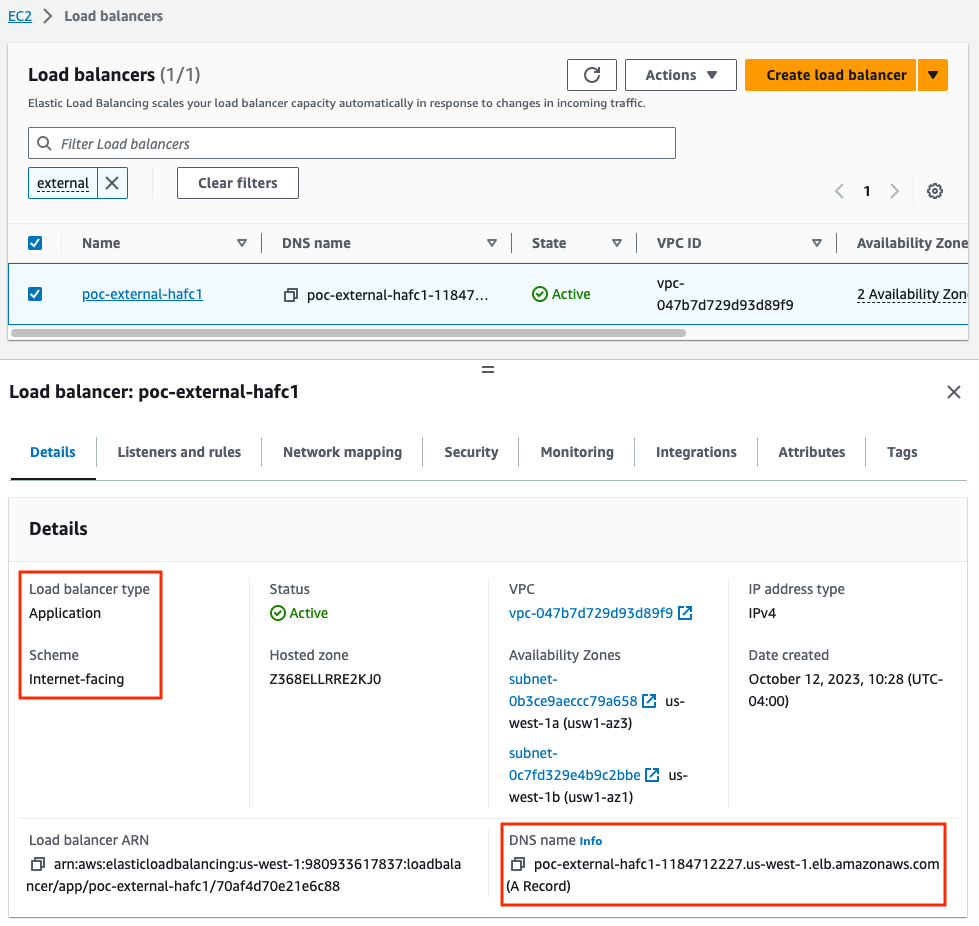 EC2 Load balancers
Load balancers (1/1)
Actions
Create load balancer
Elastic Load Balancing scales your load balancer capacity automatically in response to changes in incoming traffic.
Filter Load balancers
external
Clear filters
1
Name DNS name State VPC ID Availability Zone
poc-external-hafc1 poc-external-hafc1-11847... Active vpc-
047b7d729d93d89f9
2 Availability Zon
Load balancer: poc-external-hafc1
Details Listeners and rules Network mapping Security Monitoring Integrations Attributes Tags
Details
Load balancer type
Application
Scheme
Internet-facing
Status
Active
Hosted zone
Z368ELLRRE2KJ0
VPC
vpc-047b7d729d93d89f9
Availability Zones
subnet-
0b3ce9aeccc79a658 us-
west-1a (usw1-az3)
subnet-
0c7fd329e4b9c2bbe us-
west-1b (usw1-az1)
IP address type
IPv4
Date created
October 12, 2023, 10:28 (UTC-
04:00)
Load balancer ARN
arn:aws:elasticloadbalancing:us-west-1:980933617837:loadbala
ncer/app/poc-external-hafc1/70af4d70e21e6c88
DNS name Info
poc-external-hafc1-1184712227.us-west-1.elb.amazonaws.com
(A Record)